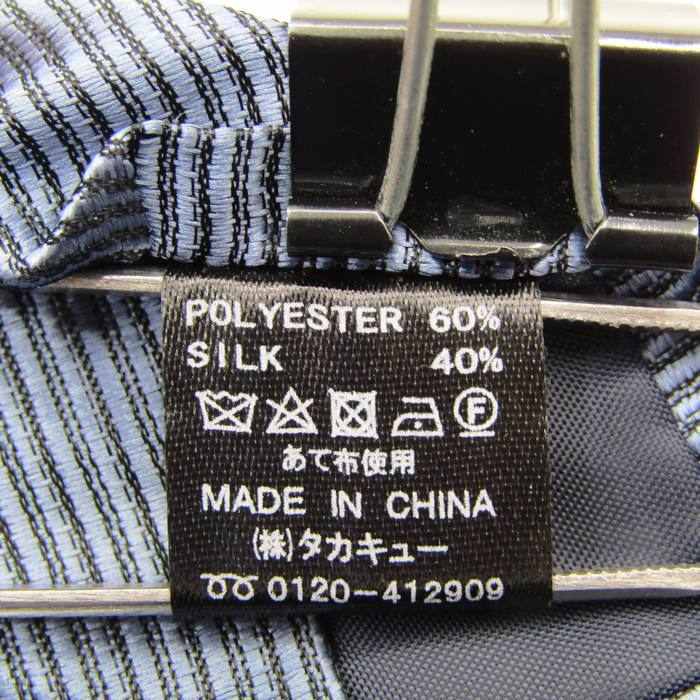 POLYESTER 60%
SILK 40%
F
あて布使用
MADE IN CHINA
(株)タカキュー
0120-412909